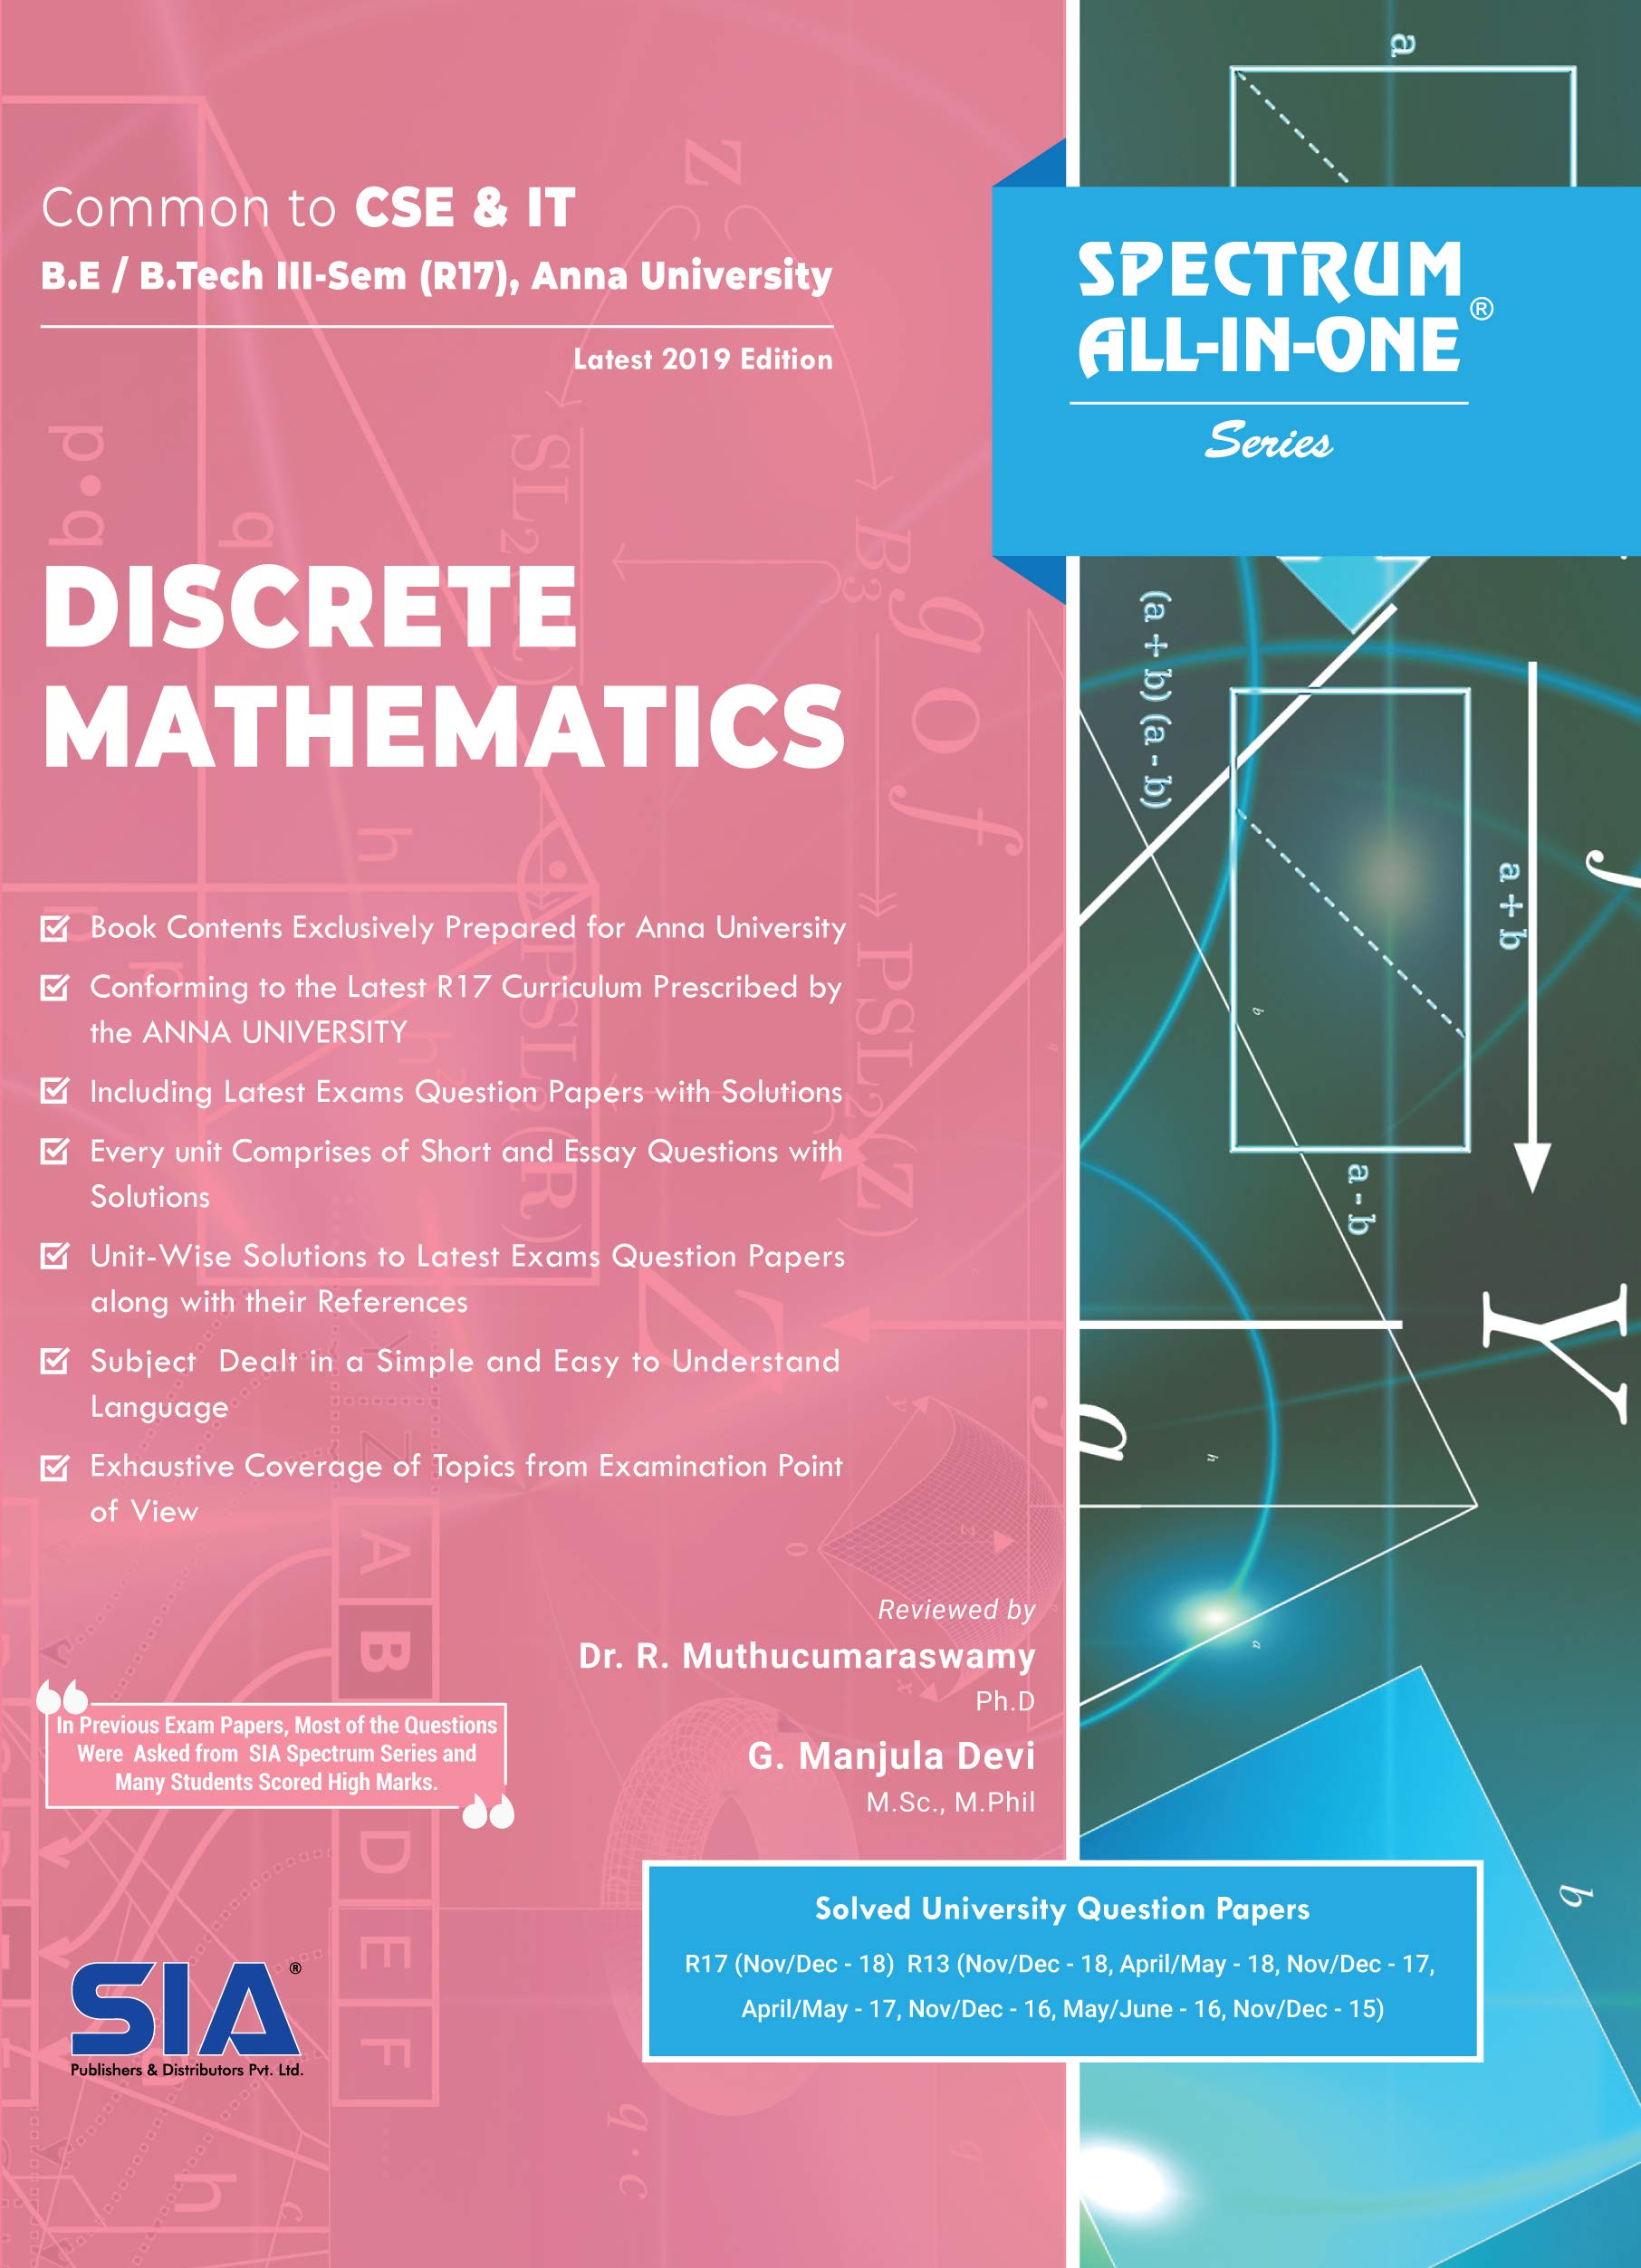 Common to CSE & IT
B.E / B.Tech III-Sem (R17), Anna University
Latest 2019 Edition
SPECTRUM
ALL-IN-ONE ®
Series
DISCRETE
MATHEMATICS
Book Contents Exclusively Prepared for Anna University
Conforming to the Latest R17 Curriculum Prescribed by
the ANNA UNIVERSITY
Including Latest Exams Question Papers with Solutions
Every unit Comprises of Short and Essay Questions with
Solutions
Unit-Wise Solutions to Latest Exams Question Papers
along with their References
Subject Dealt in a Simple and Easy to Understand
Language
Exhaustive Coverage of Topics from Examination Point
of View
Reviewed by
Dr. R. Muthucumaraswamy
Ph.D
G. Manjula Devi
M.Sc., M.Phil
In Previous Exam Papers, Most of the Questions
Were Asked from SIA Spectrum Series and
Many Students Scored High Marks.
Solved University Question Papers
R17 (Nov/Dec - 18) R13 (Nov/Dec - 18, April/May - 18, Nov/Dec - 17,
April/May - 17, Nov/Dec - 16, May/June - 16, Nov/Dec - 15)
SIA ®
Publishers & Distributors Pvt. Ltd.
a
(a + b) (a - b)
a + b
a - b
f
Y
g
b
g o f
B3
PSL2(Z)
Z
A
B
D
E
F
h
q · c